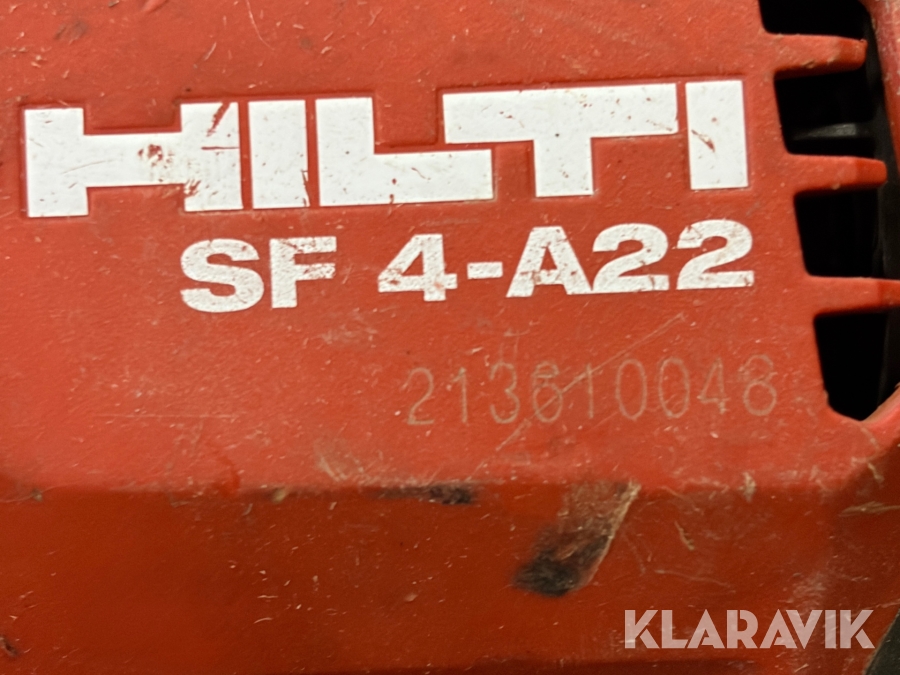 HILTI
SF 4-A22
213610048
KLARAVIK